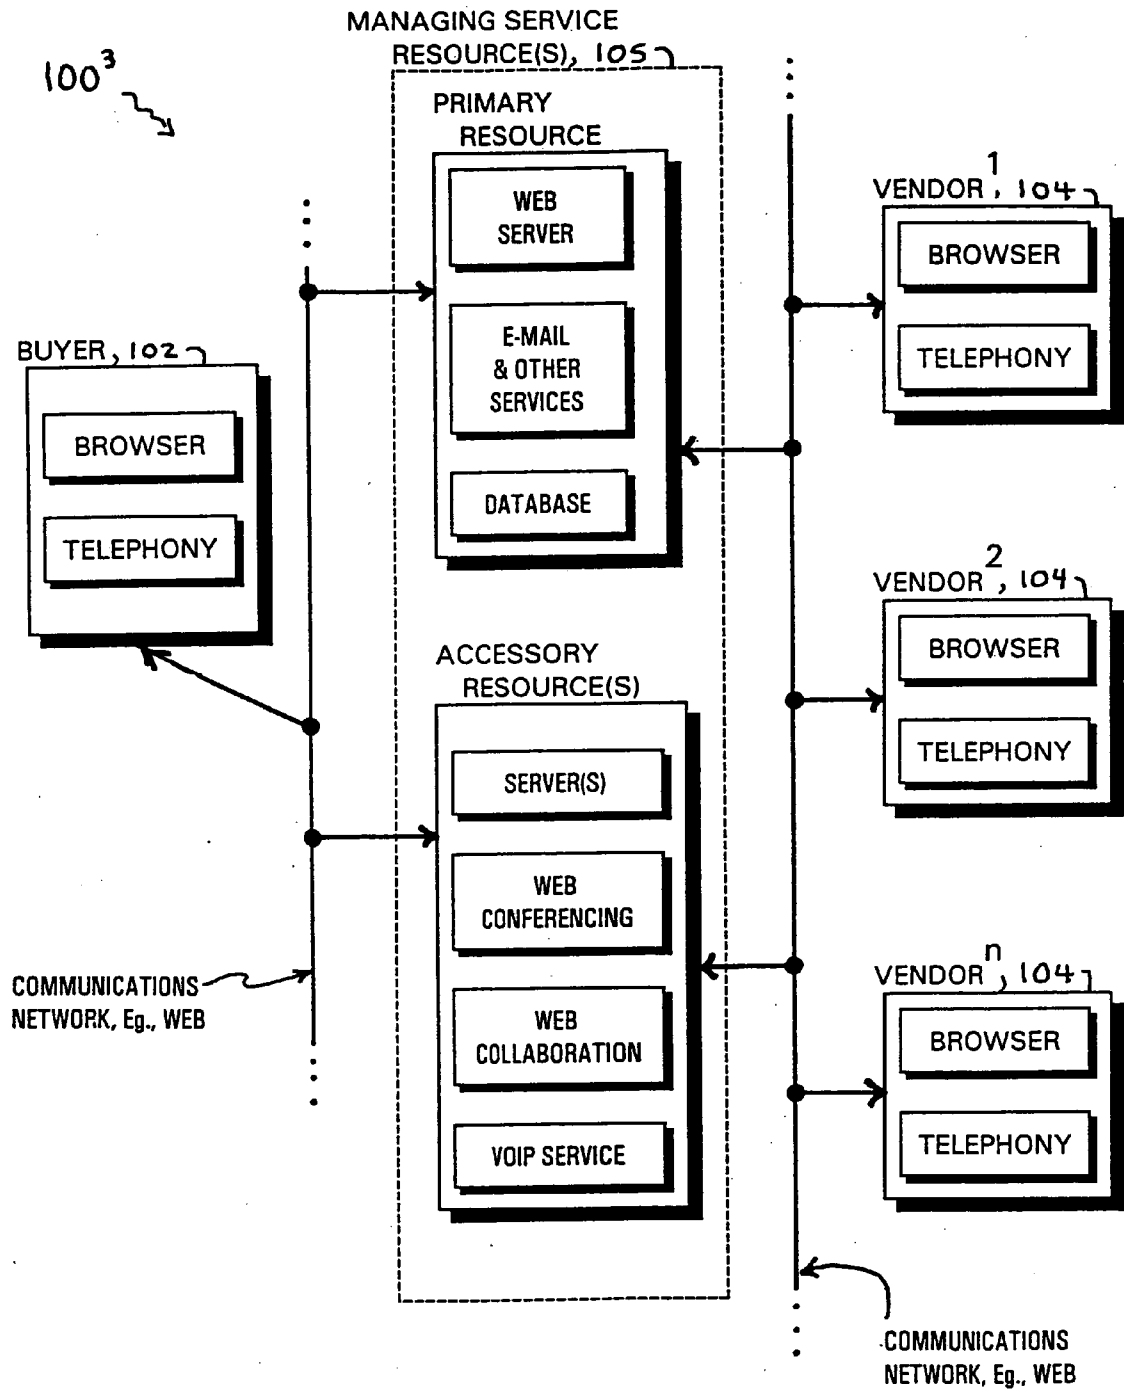 MANAGING SERVICE
RESOURCE(S), 105
100³
PRIMARY
RESOURCE
WEB
SERVER
E-MAIL
& OTHER
SERVICES
DATABASE
BUYER, 102
BROWSER
TELEPHONY
ACCESSORY
RESOURCE(S)
SERVER(S)
WEB
CONFERENCING
WEB
COLLABORATION
VOIP SERVICE
COMMUNICATIONS
NETWORK, Eg., WEB
VENDOR¹, 104
BROWSER
TELEPHONY
VENDOR², 104
BROWSER
TELEPHONY
VENDORⁿ, 104
BROWSER
TELEPHONY
COMMUNICATIONS
NETWORK, Eg., WEB